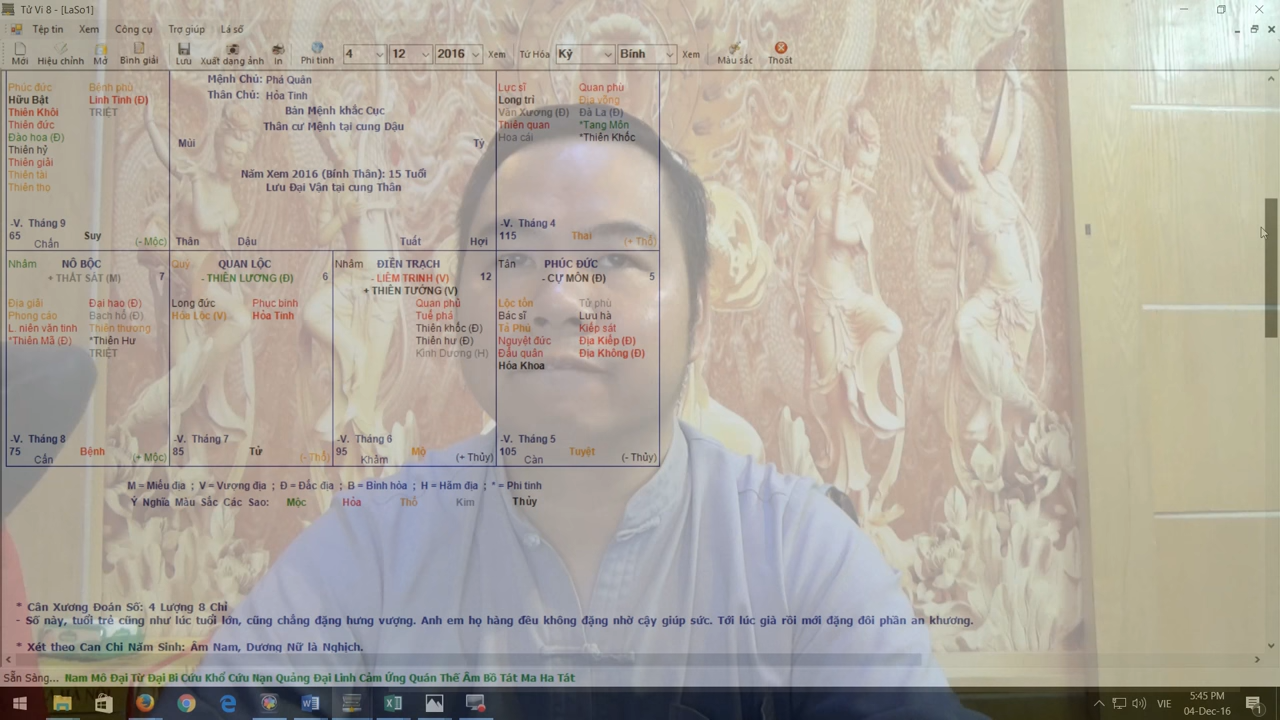 Tử Vi 8 - [LaSo1]
Tệp tin Xem Công cụ Trợ giúp Lá số
Mới Hiệu chỉnh Mở Bình giải Lưu Xuất dạng ảnh In Phi tinh 4 12 2016 Xem Tứ Hóa Kỷ Bính Xem Màu sắc Thoát
Phúc đức Bệnh phù
Hữu Bật Linh Tinh (Đ)
Thiên Khôi TRIỆT
Thiên đức
Đào hoa (Đ)
Thiên hỷ
Thiên giải
Thiên tài
Thiên thọ
-V. Tháng 9
65 Suy
Chấn (- Mộc)
Mệnh Chủ: Phá Quân
Thân Chủ: Hỏa Tinh
Bản Mệnh khắc Cục
Thân cư Mệnh tại cung Dậu
Mùi Tỵ
Năm Xem 2016 (Bính Thân): 15 Tuổi
Lưu Đại Vận tại cung Thân
Thân Dậu Tuất Hợi
Lực sĩ Quan phù
Long trì Địa võng
Văn Xương (Đ) Đà La (Đ)
Thiên quan *Tang Môn
Hoa cái *Thiên Khốc
-V. Tháng 4
115 Thai (+ Thổ)
Nhâm NÔ BỘC 7
+ THẤT SÁT (M)
Địa giải Đại hao (Đ)
Phong cáo Bạch hổ (Đ)
L. niên văn tinh Thiên thương
*Thiên Mã (Đ) *Thiên Hư
TRIỆT
-V. Tháng 8
75 Bệnh
Cấn (+ Mộc)
Quý QUAN LỘC 6
- THIÊN LƯƠNG (Đ)
Long đức Phục binh
Hóa Lộc (V) Hỏa Tinh
-V. Tháng 7
85 Tử (- Thổ)
Nhâm ĐIỀN TRẠCH 12
- LIÊM TRINH (V)
+ THIÊN TƯỚNG (V)
Quan phủ
Tuế phá
Thiên khốc (Đ)
Thiên hư (Đ)
Kình Dương (H)
-V. Tháng 6
95 Mộ
Khảm (+ Thủy)
Tân PHÚC ĐỨC 5
- CỰ MÔN (Đ)
Lộc tồn Tử phù
Bác sĩ Lưu hà
Tả Phù Kiếp sát
Nguyệt đức Địa Kiếp (Đ)
Đẩu quân Địa Không (Đ)
Hóa Khoa
-V. Tháng 5
105 Tuyệt
Càn (- Thủy)
M = Miếu địa ; V = Vượng địa ; Đ = Đắc địa ; B = Bình hòa ; H = Hãm địa ; * = Phi tinh
Ý Nghĩa Màu Sắc Các Sao: Mộc Hỏa Thổ Kim Thủy
* Cân Xương Đoán Số: 4 Lượng 8 Chỉ
- Số này, tuổi trẻ cũng như lúc tuổi lớn, cũng chẳng đặng hưng vượng. Anh em họ hàng đều không đặng nhờ cậy giúp sức. Tới lúc già rồi mới đặng đôi phần an khương.
* Xét theo Can Chi Năm Sinh: Âm Nam, Dương Nữ là Nghịch.
Sẵn Sàng... Nam Mô Đại Từ Đại Bi Cứu Khổ Cứu Nạn Quảng Đại Linh Cảm Ứng Quán Thế Âm Bồ Tát Ma Ha Tát
5:45 PM
VIE
04-Dec-16
1